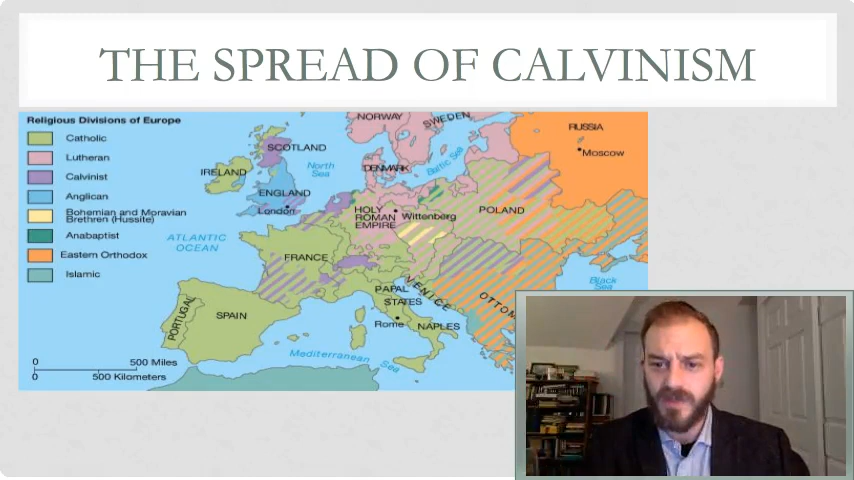 THE SPREAD OF CALVINISM
Religious Divisions of Europe
Catholic
Lutheran
Calvinist
Anglican
Bohemian and Moravian
Brethren (Hussite)
Anabaptist
Eastern Orthodox
Islamic
NORWAY
SWEDEN
RUSSIA
Moscow
SCOTLAND
North
Sea
DENMARK
Baltic Sea
IRELAND
ENGLAND
London
HOLY
ROMAN
EMPIRE
Wittenberg
POLAND
ATLANTIC
OCEAN
FRANCE
VENICE
Black
Sea
PAPAL
STATES
OTTOM
PORTUGAL
SPAIN
Rome
NAPLES
Mediterranean Sea
0 500 Miles
0 500 Kilometers